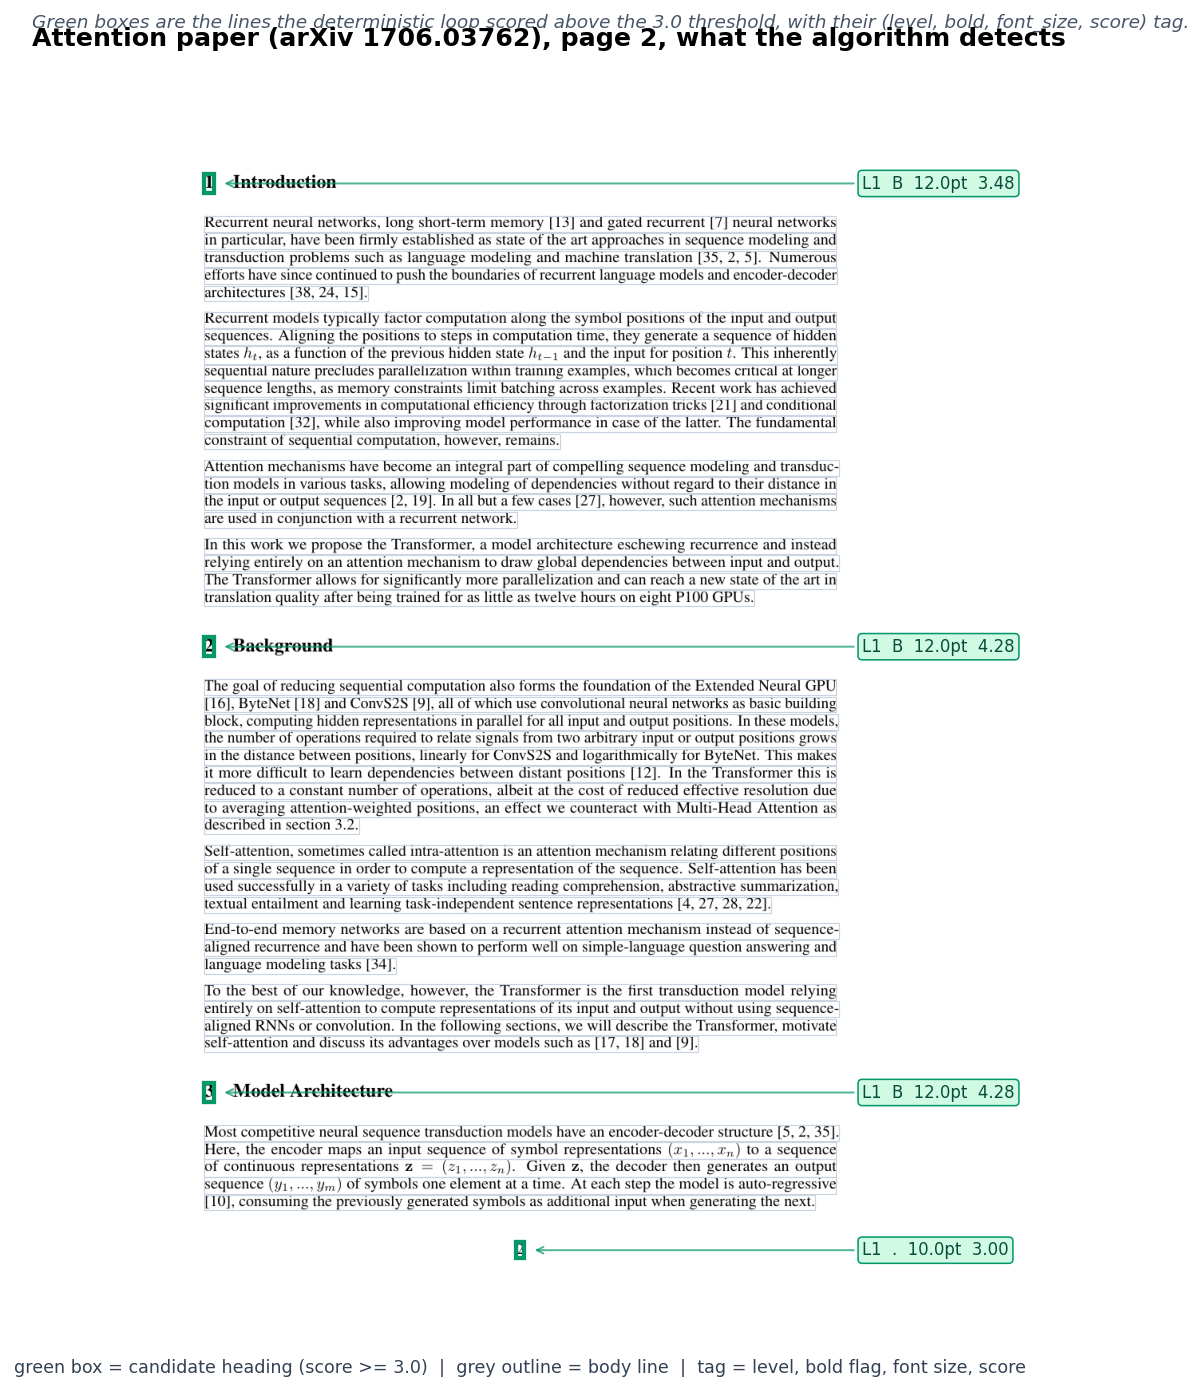 Green boxes are the lines the deterministic loop scored above the 3.0 threshold, with their (level, bold, font_size, score) tag.
Attention paper (arXiv 1706.03762), page 2, what the algorithm detects
1 Introduction L1 B 12.0pt 3.48
Recurrent neural networks, long short-term memory [13] and gated recurrent [7] neural networks
in particular, have been firmly established as state of the art approaches in sequence modeling and
transduction problems such as language modeling and machine translation [35, 2, 5]. Numerous
efforts have since continued to push the boundaries of recurrent language models and encoder-decoder
architectures [38, 24, 15].
Recurrent models typically factor computation along the symbol positions of the input and output
sequences. Aligning the positions to steps in computation time, they generate a sequence of hidden
states hₜ, as a function of the previous hidden state hₜ₋₁ and the input for position t. This inherently
sequential nature precludes parallelization within training examples, which becomes critical at longer
sequence lengths, as memory constraints limit batching across examples. Recent work has achieved
significant improvements in computational efficiency through factorization tricks [21] and conditional
computation [32], while also improving model performance in case of the latter. The fundamental
constraint of sequential computation, however, remains.
Attention mechanisms have become an integral part of compelling sequence modeling and transduc-
tion models in various tasks, allowing modeling of dependencies without regard to their distance in
the input or output sequences [2, 19]. In all but a few cases [27], however, such attention mechanisms
are used in conjunction with a recurrent network.
In this work we propose the Transformer, a model architecture eschewing recurrence and instead
relying entirely on an attention mechanism to draw global dependencies between input and output.
The Transformer allows for significantly more parallelization and can reach a new state of the art in
translation quality after being trained for as little as twelve hours on eight P100 GPUs.
2 Background L1 B 12.0pt 4.28
The goal of reducing sequential computation also forms the foundation of the Extended Neural GPU
[16], ByteNet [18] and ConvS2S [9], all of which use convolutional neural networks as basic building
block, computing hidden representations in parallel for all input and output positions. In these models,
the number of operations required to relate signals from two arbitrary input or output positions grows
in the distance between positions, linearly for ConvS2S and logarithmically for ByteNet. This makes
it more difficult to learn dependencies between distant positions [12]. In the Transformer this is
reduced to a constant number of operations, albeit at the cost of reduced effective resolution due
to averaging attention-weighted positions, an effect we counteract with Multi-Head Attention as
described in section 3.2.
Self-attention, sometimes called intra-attention is an attention mechanism relating different positions
of a single sequence in order to compute a representation of the sequence. Self-attention has been
used successfully in a variety of tasks including reading comprehension, abstractive summarization,
textual entailment and learning task-independent sentence representations [4, 27, 28, 22].
End-to-end memory networks are based on a recurrent attention mechanism instead of sequence-
aligned recurrence and have been shown to perform well on simple-language question answering and
language modeling tasks [34].
To the best of our knowledge, however, the Transformer is the first transduction model relying
entirely on self-attention to compute representations of its input and output without using sequence-
aligned RNNs or convolution. In the following sections, we will describe the Transformer, motivate
self-attention and discuss its advantages over models such as [17, 18] and [9].
3 Model Architecture L1 B 12.0pt 4.28
Most competitive neural sequence transduction models have an encoder-decoder structure [5, 2, 35].
Here, the encoder maps an input sequence of symbol representations (x₁, ..., xₙ) to a sequence
of continuous representations z = (z₁, ..., zₙ). Given z, the decoder then generates an output
sequence (y₁, ..., yₘ) of symbols one element at a time. At each step the model is auto-regressive
[10], consuming the previously generated symbols as additional input when generating the next.
2 L1 . 10.0pt 3.00
green box = candidate heading (score >= 3.0) | grey outline = body line | tag = level, bold flag, font size, score